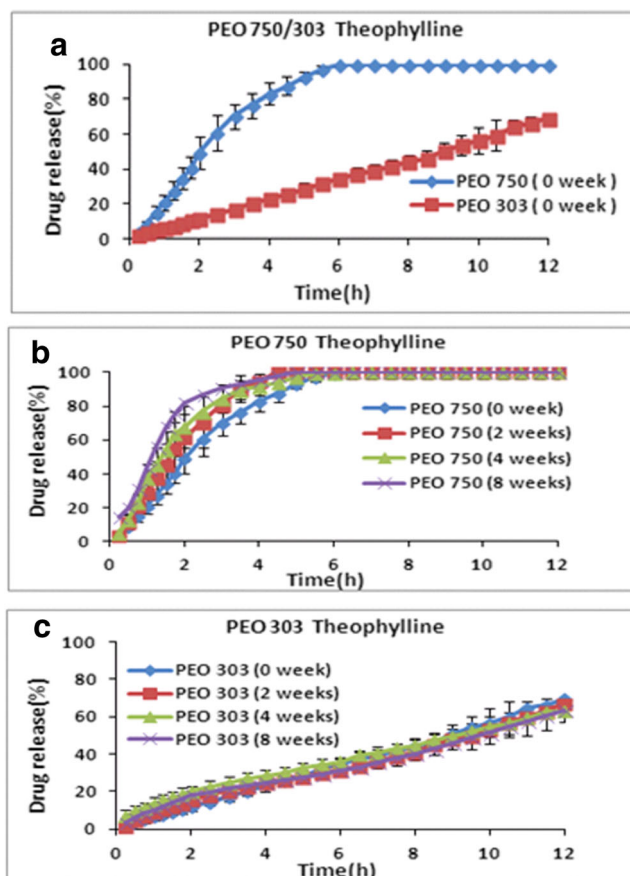 a
PEO 750/303 Theophylline
Drug release(%)
100
80
60
40
20
0
PEO 750 ( 0 week )
PEO 303 ( 0 week )
0 2 4 6 8 10 12
Time(h)
b
PEO 750 Theophylline
Drug release(%)
100
80
60
40
20
0
PEO 750 (0 week)
PEO 750 (2 weeks)
PEO 750 (4 weeks)
PEO 750 (8 weeks)
0 2 4 6 8 10 12
Time(h)
c
PEO 303 Theophylline
Drug release(%)
100
80
60
40
20
0
PEO 303 (0 week)
PEO 303 (2 weeks)
PEO 303 (4 weeks)
PEO 303 (8 weeks)
0 2 4 6 8 10 12
Time(h)